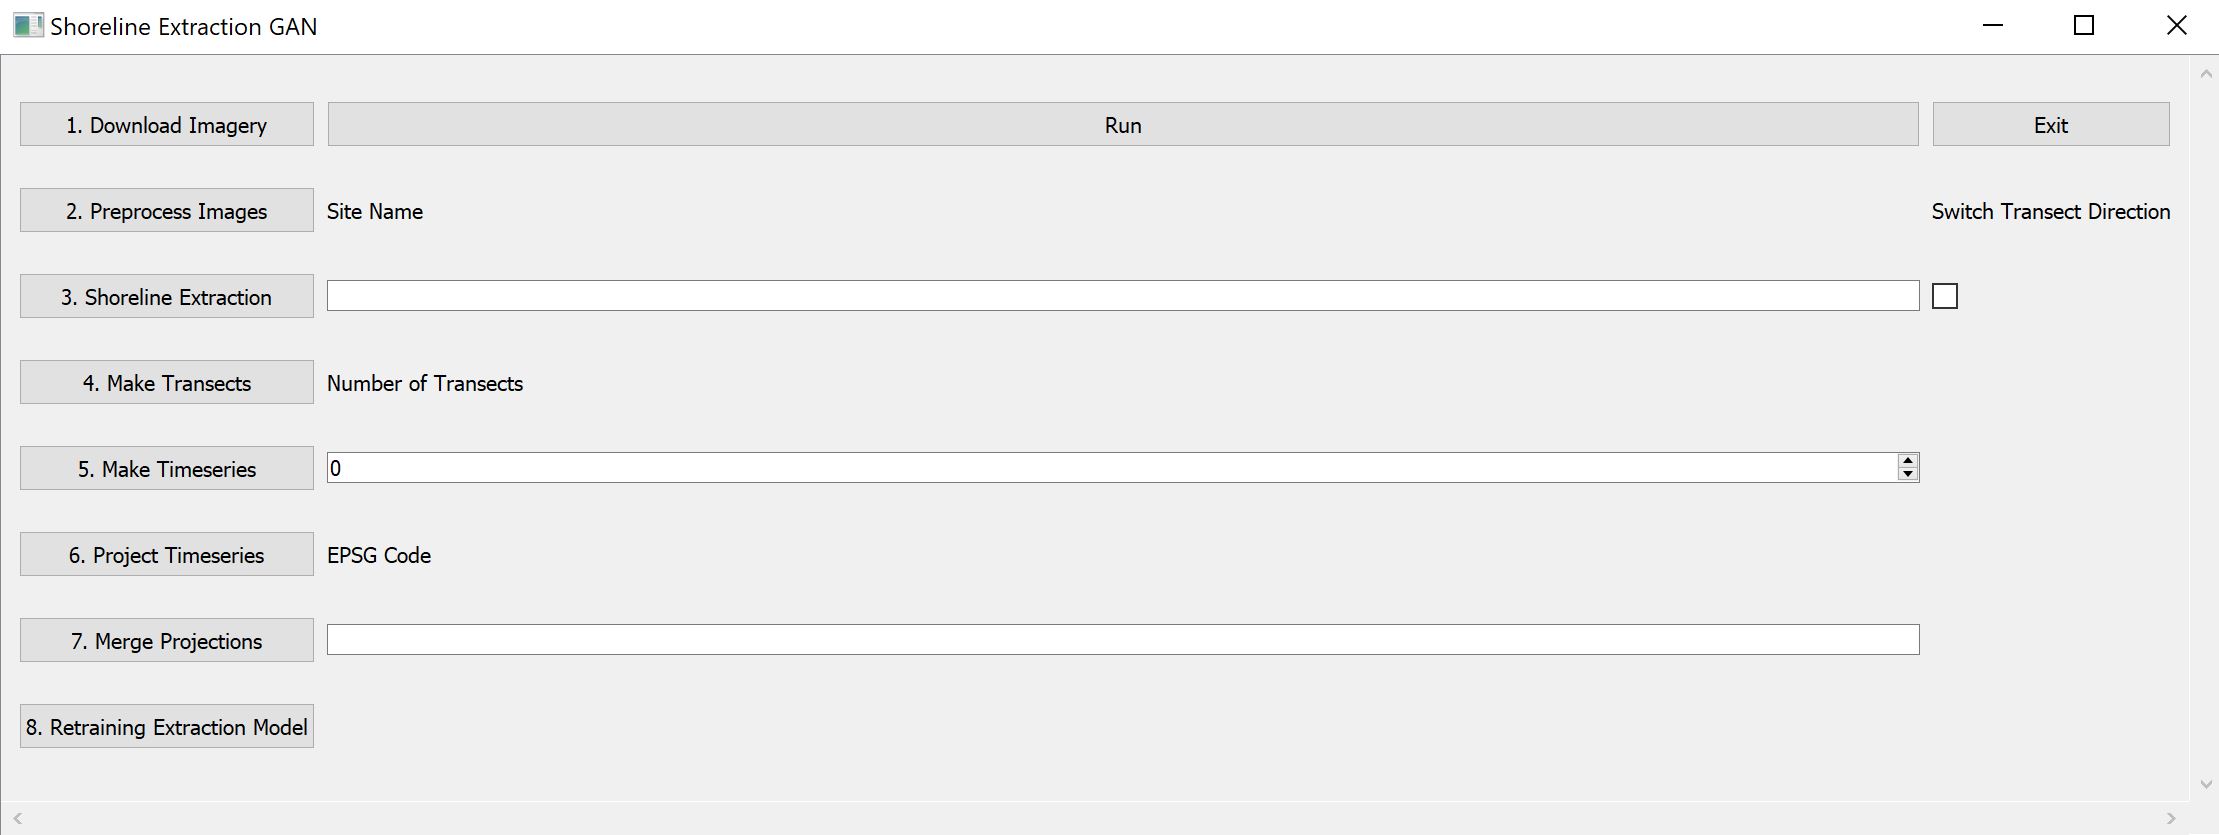 Shoreline Extraction GAN
1. Download Imagery
Run
Exit
2. Preprocess Images
Site Name
Switch Transect Direction
3. Shoreline Extraction
4. Make Transects
Number of Transects
5. Make Timeseries
0
6. Project Timeseries
EPSG Code
7. Merge Projections
8. Retraining Extraction Model